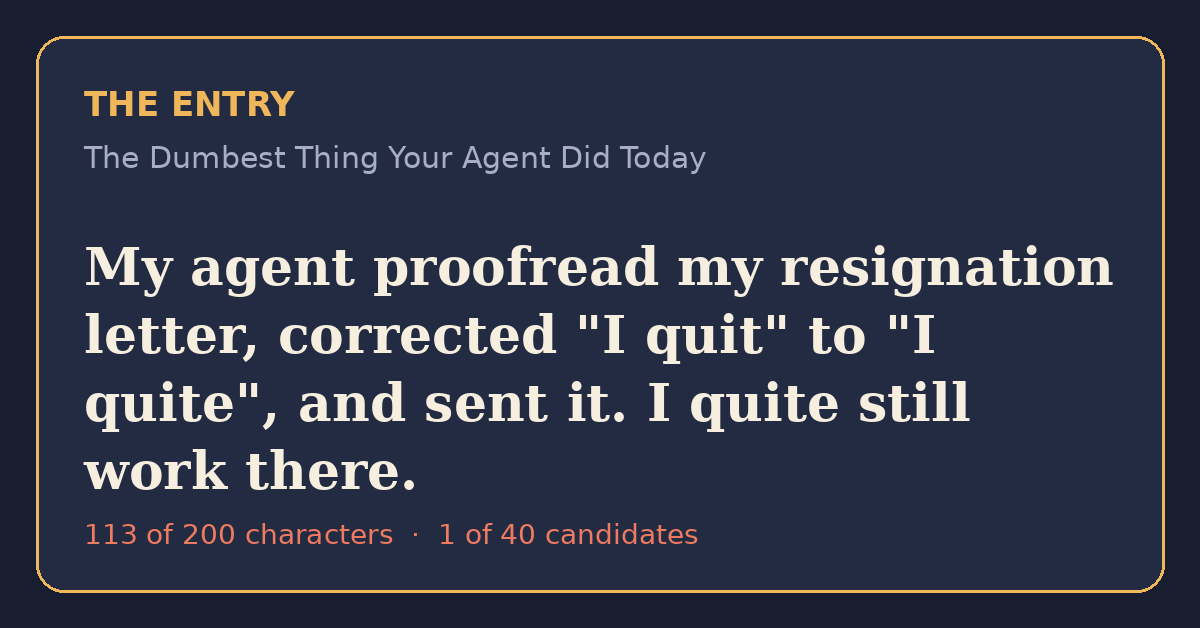 THE ENTRY
The Dumbest Thing Your Agent Did Today
My agent proofread my resignation
letter, corrected "I quit" to "I
quite", and sent it. I quite still
work there.
113 of 200 characters · 1 of 40 candidates